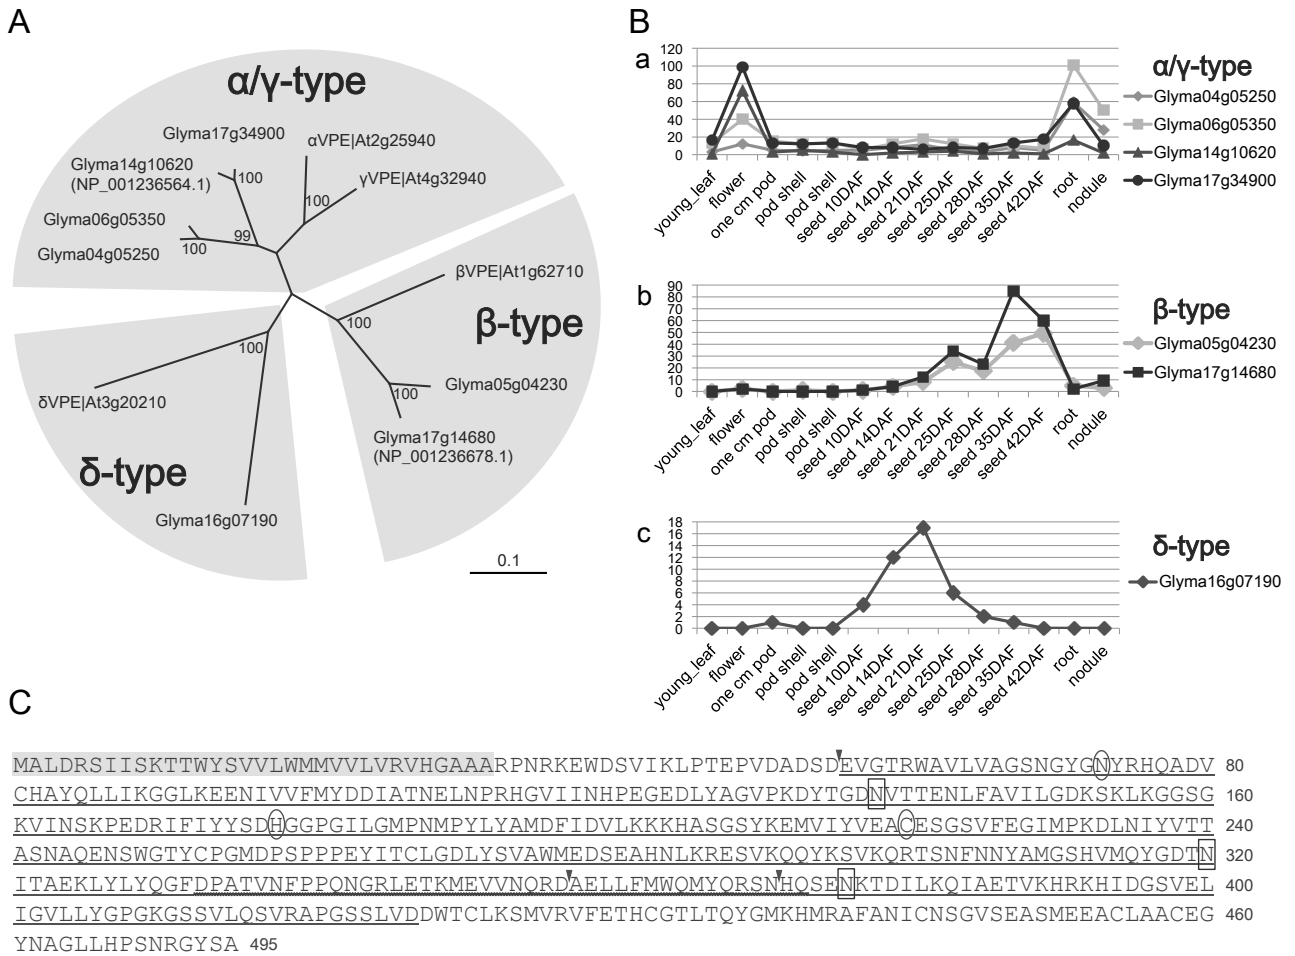 A
α/γ-type
Glyma17g34900
αVPE|At2g25940
Glyma14g10620
(NP_001236564.1)
100
γVPE|At4g32940
100
Glyma06g05350
99
100
Glyma04g05250
βVPE|At1g62710
100
β-type
100
Glyma05g04230
100
δVPE|At3g20210
Glyma17g14680
(NP_001236678.1)
δ-type
Glyma16g07190
0.1
B
a
120
100
80
60
40
20
0
young_leaf
flower
one cm pod
pod shell
pod shell
seed 10DAF
seed 14DAF
seed 21DAF
seed 25DAF
seed 28DAF
seed 35DAF
seed 42DAF
root
nodule
α/γ-type
Glyma04g05250
Glyma06g05350
Glyma14g10620
Glyma17g34900
b
90
80
70
60
50
40
30
20
10
0
young_leaf
flower
one cm pod
pod shell
pod shell
seed 10DAF
seed 14DAF
seed 21DAF
seed 25DAF
seed 28DAF
seed 35DAF
seed 42DAF
root
nodule
β-type
Glyma05g04230
Glyma17g14680
c
18
16
14
12
10
8
6
4
2
0
young_leaf
flower
one cm pod
pod shell
pod shell
seed 10DAF
seed 14DAF
seed 21DAF
seed 25DAF
seed 28DAF
seed 35DAF
seed 42DAF
root
nodule
δ-type
Glyma16g07190
C
MALDRSIISKTTWYSVVLWMMVVLVRVHGAAARPNRKEWDSVIKLPTEPVDADSDEVGTRWAVLVAGSNGYGNYRHQADV 80
CHAYQLLIKGGLKEENIVVFMYDDIATNELNPRHGVIINHPEGEDLYAGVPKDYTGDNVTTENLFAVILGDKSKLKGGSG 160
KVINSKPEDRIFIYYSDHGGPGILGMPNMPYLYAMDFIDVLKKKHASGSYKEMVIYVEACESGSVFEGIMPKDLNIYVTT 240
ASNAQENSWGTYCPGMDPSPPPEYITCLGDLYSVAWMEDSEAHNLKRESVKQQYKSVKQRTSNFNNYAMGSHVMQYGDTN 320
ITAEKLYLYQGFDPATVNFPPQNGRLETKMEVVNQRDAELLFMWQMYQRSNHQSENKTDILKQIAETVKHRKHIDGSVEL 400
IGVLLYGPGKGSSVLQSVRAPGSSLVDDWTCLKSMVRVFETHCGTLTQYGMKHMRAFANICNSGVSEASMEEACLAACEG 460
YNAGLLHPSNRGYSA 495